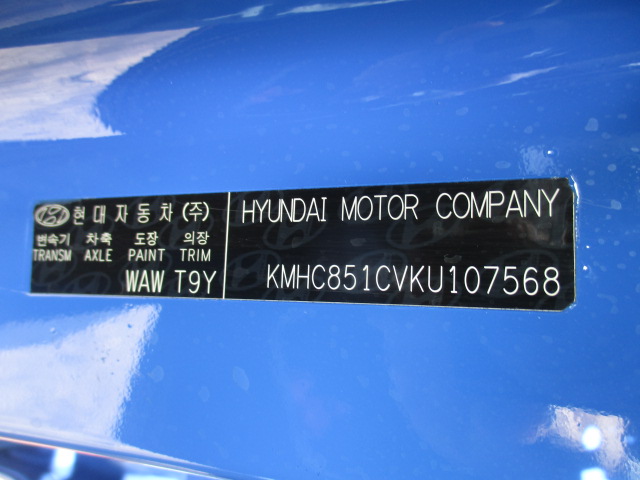 현대자동차(주)
변속기 차축 도장 의장
TRANSM AXLE PAINT TRIM
WAW T9Y
HYUNDAI MOTOR COMPANY
KMHC851CVKU107568